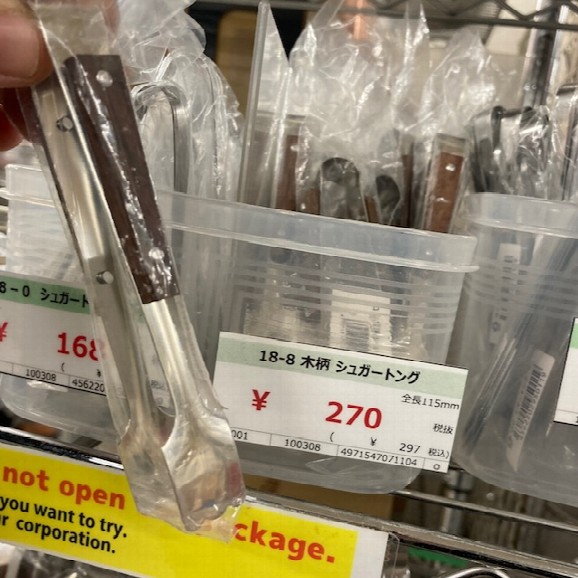 8-0 シュガート
¥ 168
( ¥
100308 45622
18-8 木柄 シュガートング
全長115mm
¥ 270 税抜
( ¥ 297 税込)
001 100308 4971547071104 g
not open ckage.
you want to try.
r corporation.